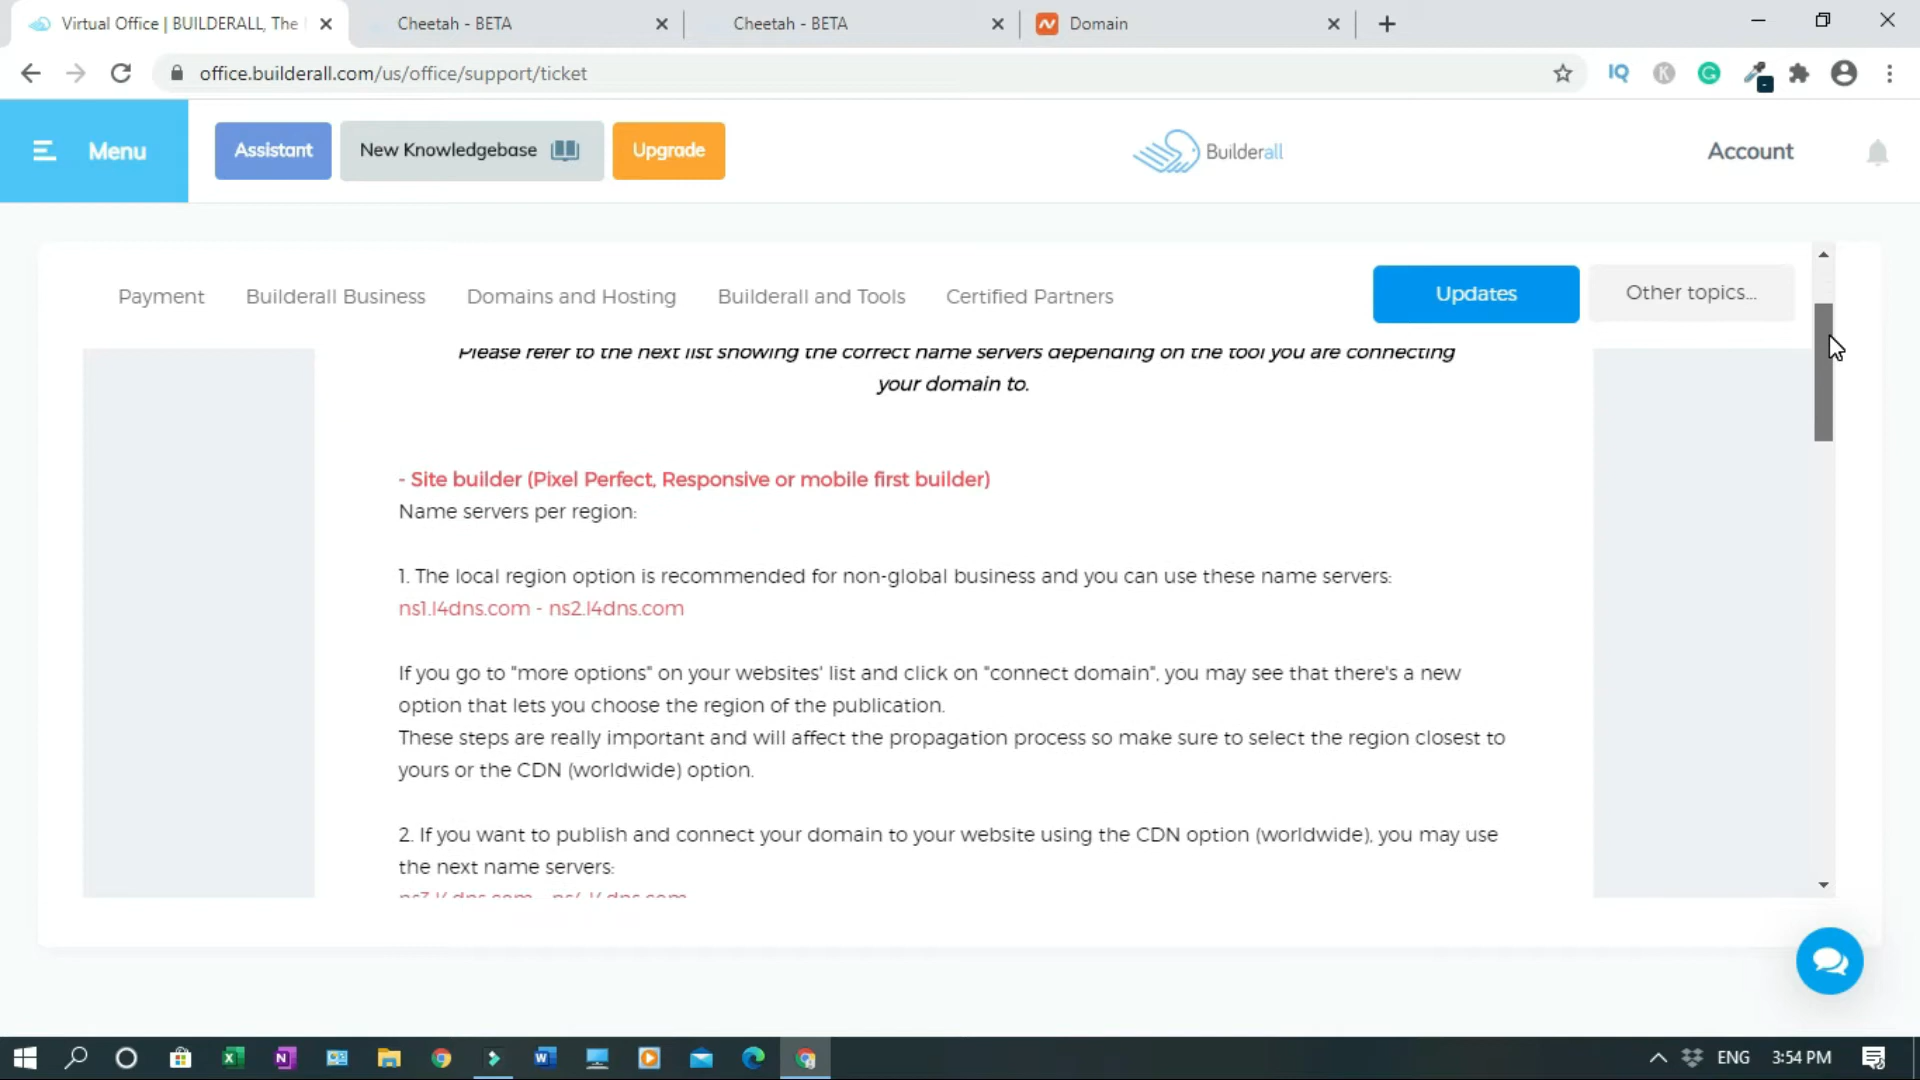 Virtual Office | BUILDERALL, The
Cheetah - BETA
Cheetah - BETA
Domain
office.builderall.com/us/office/support/ticket
IQ
Menu
Assistant
New Knowledgebase
Upgrade
Builderall
Account
Payment
Builderall Business
Domains and Hosting
Builderall and Tools
Certified Partners
Updates
Other topics...
Please refer to the next list showing the correct name servers depending on the tool you are connecting
your domain to.
- Site builder (Pixel Perfect, Responsive or mobile first builder)
Name servers per region:
1. The local region option is recommended for non-global business and you can use these name servers:
ns1.l4dns.com - ns2.l4dns.com
If you go to "more options" on your websites' list and click on "connect domain", you may see that there's a new
option that lets you choose the region of the publication.
These steps are really important and will affect the propagation process so make sure to select the region closest to
yours or the CDN (worldwide) option.
2. If you want to publish and connect your domain to your website using the CDN option (worldwide), you may use
the next name servers:
ns3.l4dns.com - ns4.l4dns.com
ENG
3:54 PM